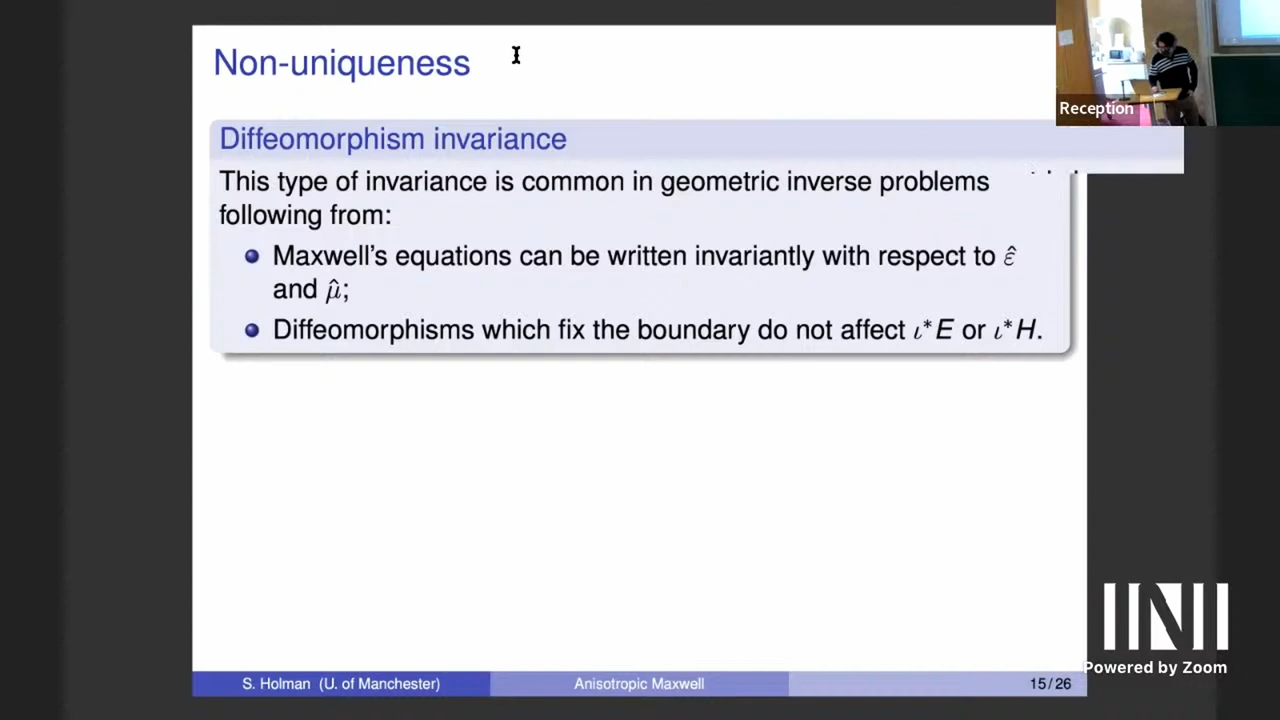 Non-uniqueness
Reception
Diffeomorphism invariance
This type of invariance is common in geometric inverse problems
following from:
Maxwell's equations can be written invariantly with respect to ε̂
and μ̂;
Diffeomorphisms which fix the boundary do not affect ι*E or ι*H.
INI
Powered by Zoom
S. Holman (U. of Manchester)
Anisotropic Maxwell
15/26